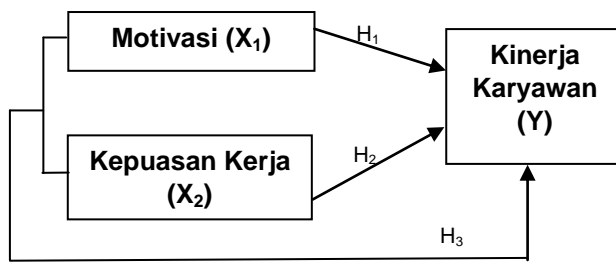 Motivasi (X₁)
H₁
Kinerja
Karyawan
(Y)
Kepuasan Kerja
(X₂)
H₂
H₃